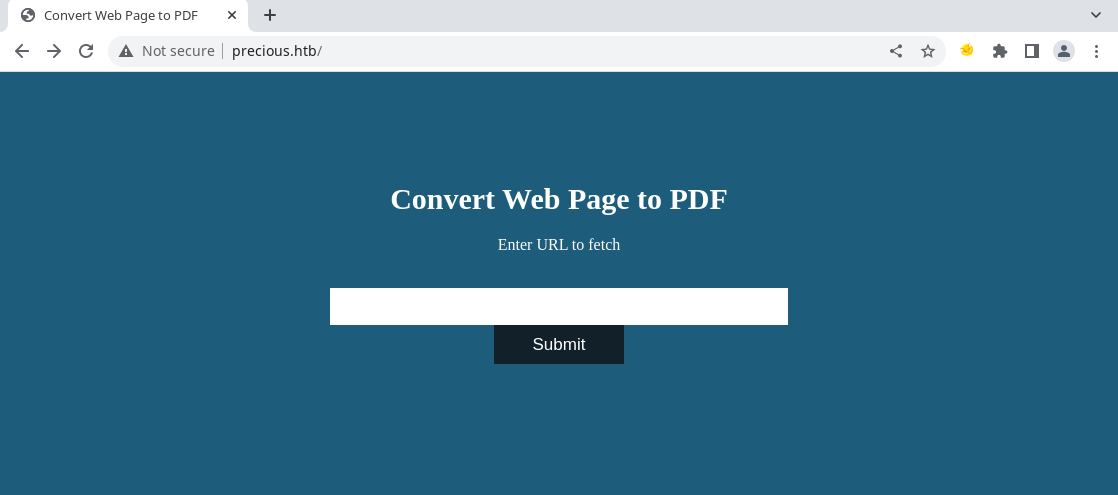 Convert Web Page to PDF
Not secure precious.htb/
Convert Web Page to PDF
Enter URL to fetch
Submit